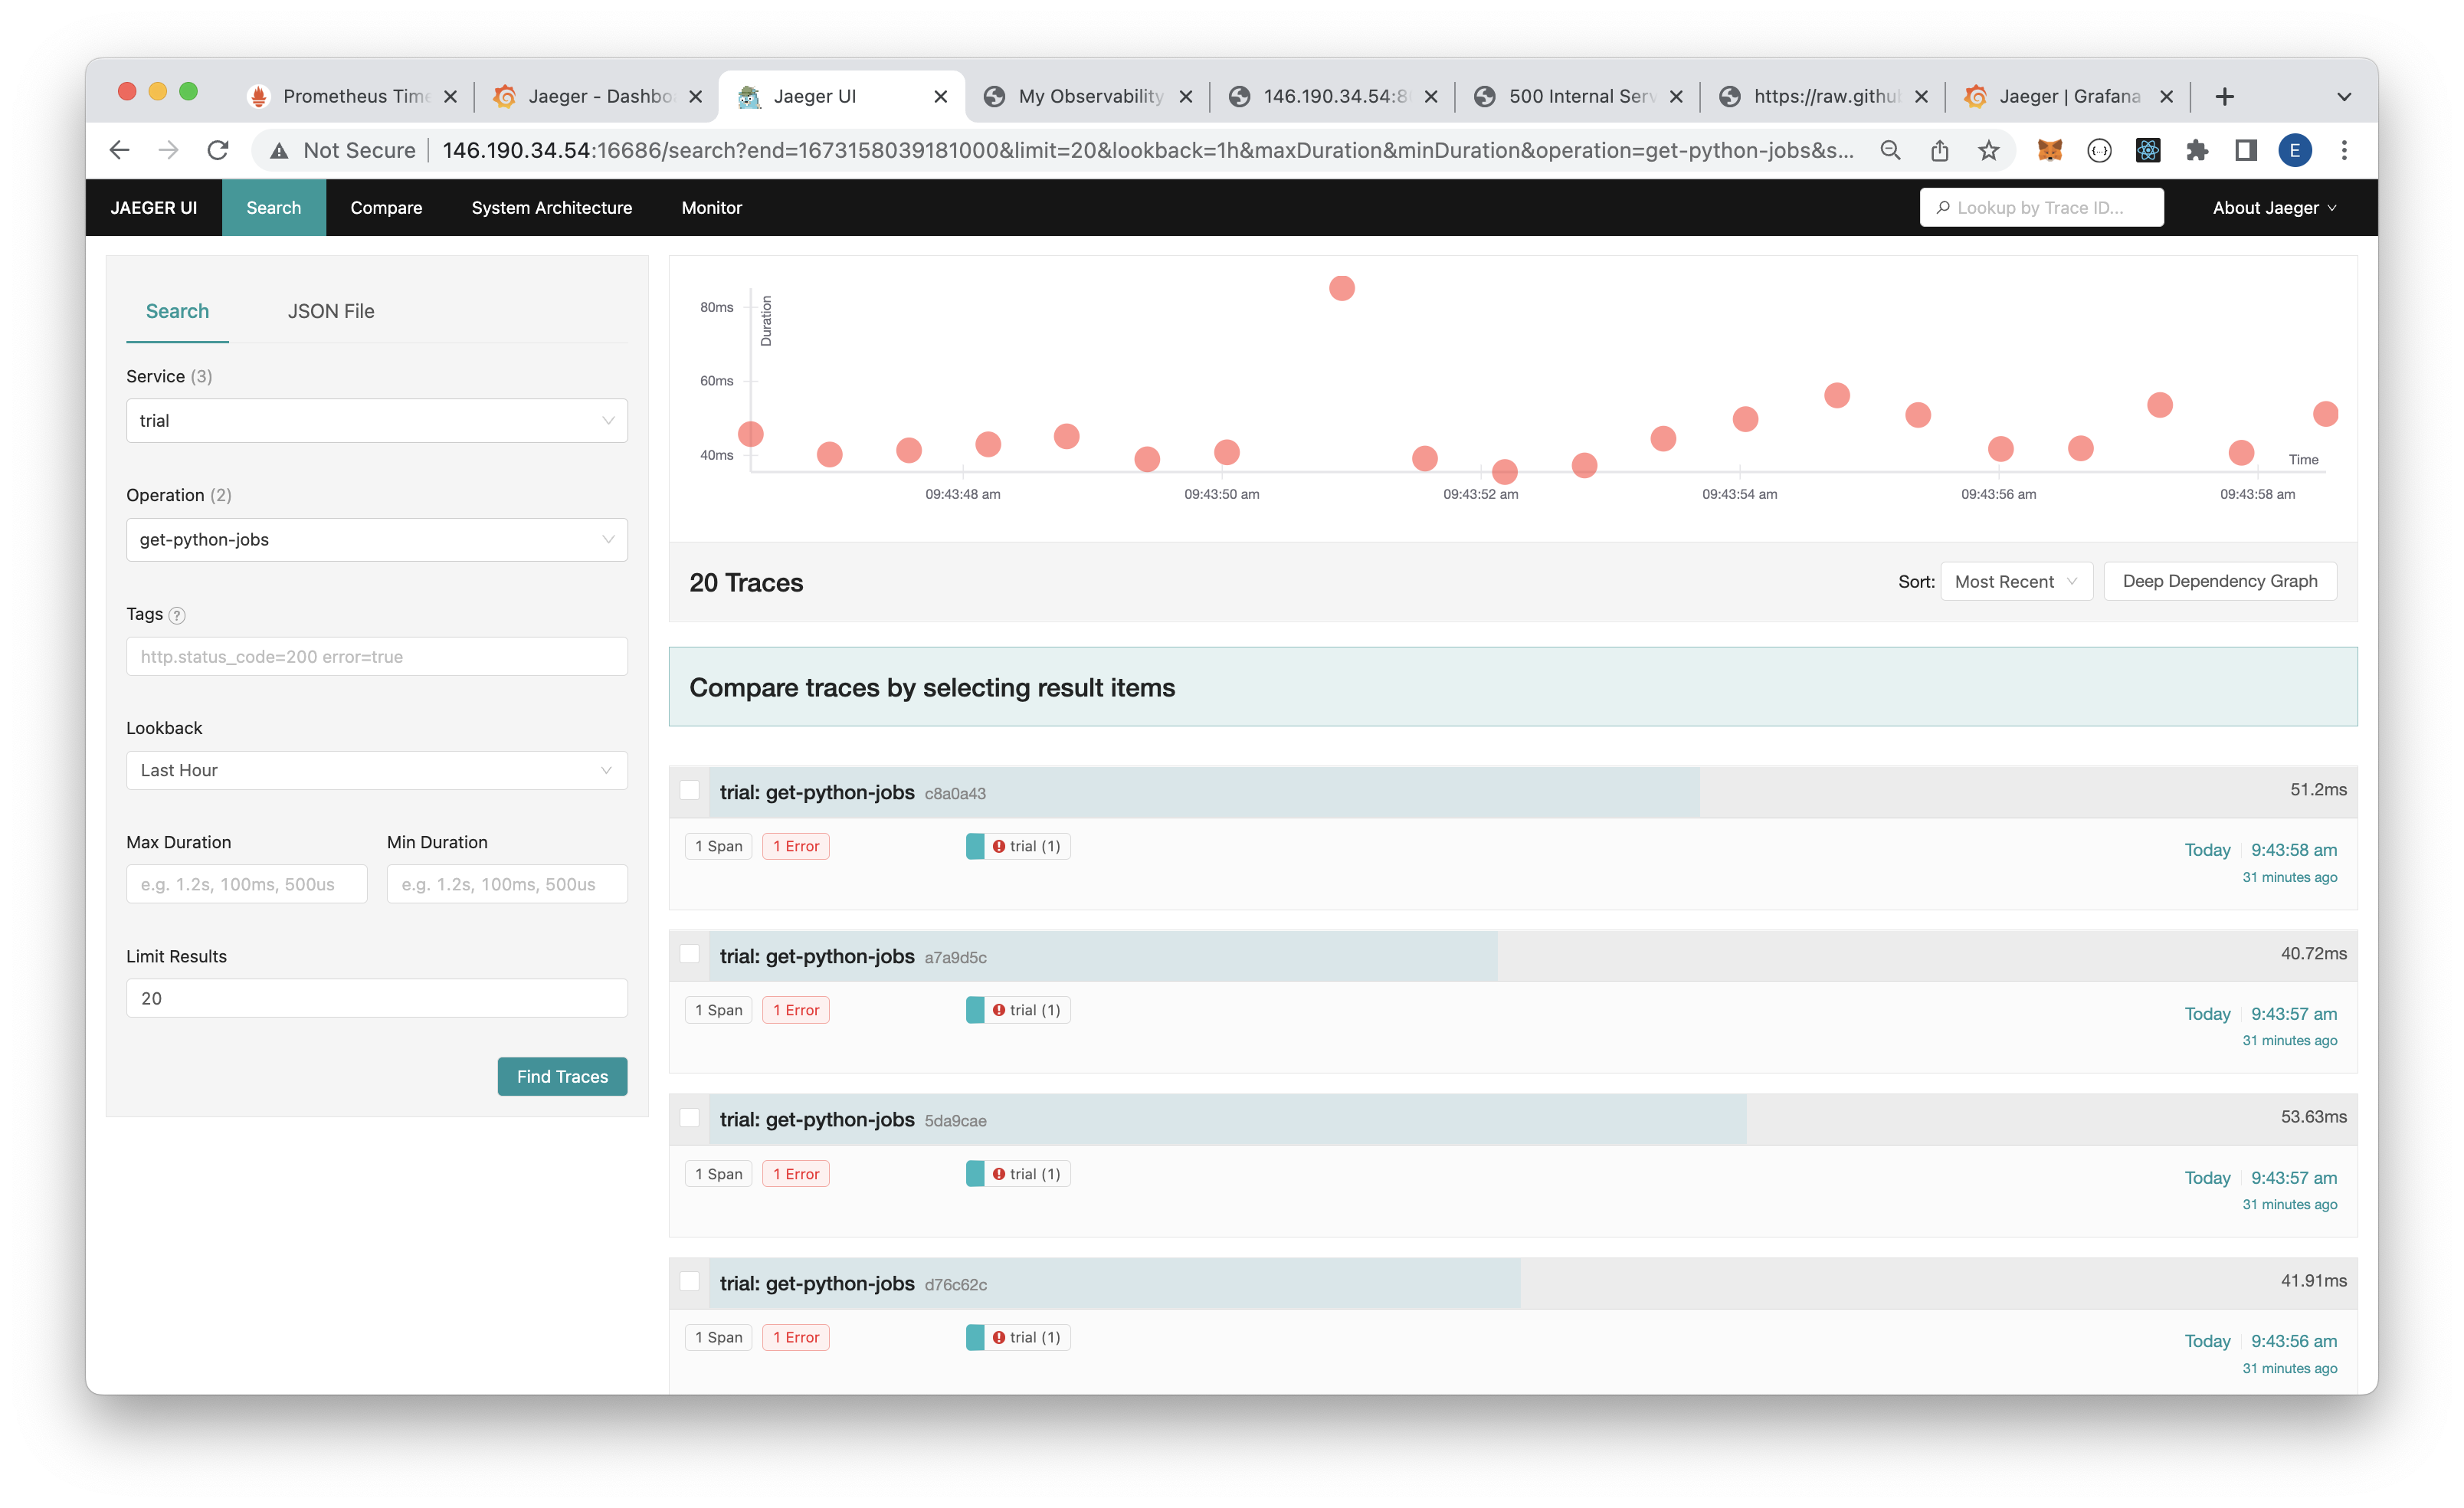 Prometheus Time
Jaeger - Dashbo
Jaeger UI
My Observability
146.190.34.54:8
500 Internal Serv
https://raw.githu
Jaeger | Grafana
Not Secure
146.190.34.54:16686/search?end=1673158039181000&limit=20&lookback=1h&maxDuration&minDuration&operation=get-python-jobs&s...
E
JAEGER UI
Search
Compare
System Architecture
Monitor
Lookup by Trace ID...
About Jaeger
Search
JSON File
Service (3)
trial
Operation (2)
get-python-jobs
Tags ?
http.status_code=200 error=true
Lookback
Last Hour
Max Duration
Min Duration
e.g. 1.2s, 100ms, 500us
e.g. 1.2s, 100ms, 500us
Limit Results
20
Find Traces
80ms
60ms
40ms
Duration
Time
09:43:48 am
09:43:50 am
09:43:52 am
09:43:54 am
09:43:56 am
09:43:58 am
20 Traces
Sort: Most Recent
Deep Dependency Graph
Compare traces by selecting result items
trial: get-python-jobs c8a0a43
51.2ms
1 Span
1 Error
trial (1)
Today 9:43:58 am
31 minutes ago
trial: get-python-jobs a7a9d5c
40.72ms
1 Span
1 Error
trial (1)
Today 9:43:57 am
31 minutes ago
trial: get-python-jobs 5da9cae
53.63ms
1 Span
1 Error
trial (1)
Today 9:43:57 am
31 minutes ago
trial: get-python-jobs d76c62c
41.91ms
1 Span
1 Error
trial (1)
Today 9:43:56 am
31 minutes ago